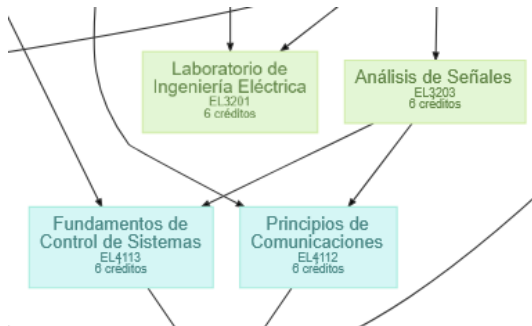 Laboratorio de
Ingeniería Eléctrica
EL3201
6 créditos
Análisis de Señales
EL3203
6 créditos
Fundamentos de
Control de Sistemas
EL4113
6 créditos
Principios de
Comunicaciones
EL4112
6 créditos